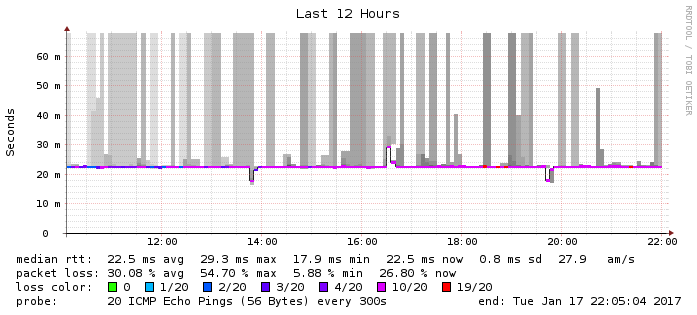 Last 12 Hours
RRDTOOL / TOBI OETIKER
Seconds
60 m
50 m
40 m
30 m
20 m
10 m
0
12:00 14:00 16:00 18:00 20:00 22:00
median rtt: 22.5 ms avg 29.3 ms max 17.9 ms min 22.5 ms now 0.8 ms sd 27.9 am/s
packet loss: 30.08 % avg 54.70 % max 5.88 % min 26.80 % now
loss color: 0 1/20 2/20 3/20 4/20 10/20 19/20
probe: 20 ICMP Echo Pings (56 Bytes) every 300s end: Tue Jan 17 22:05:04 2017